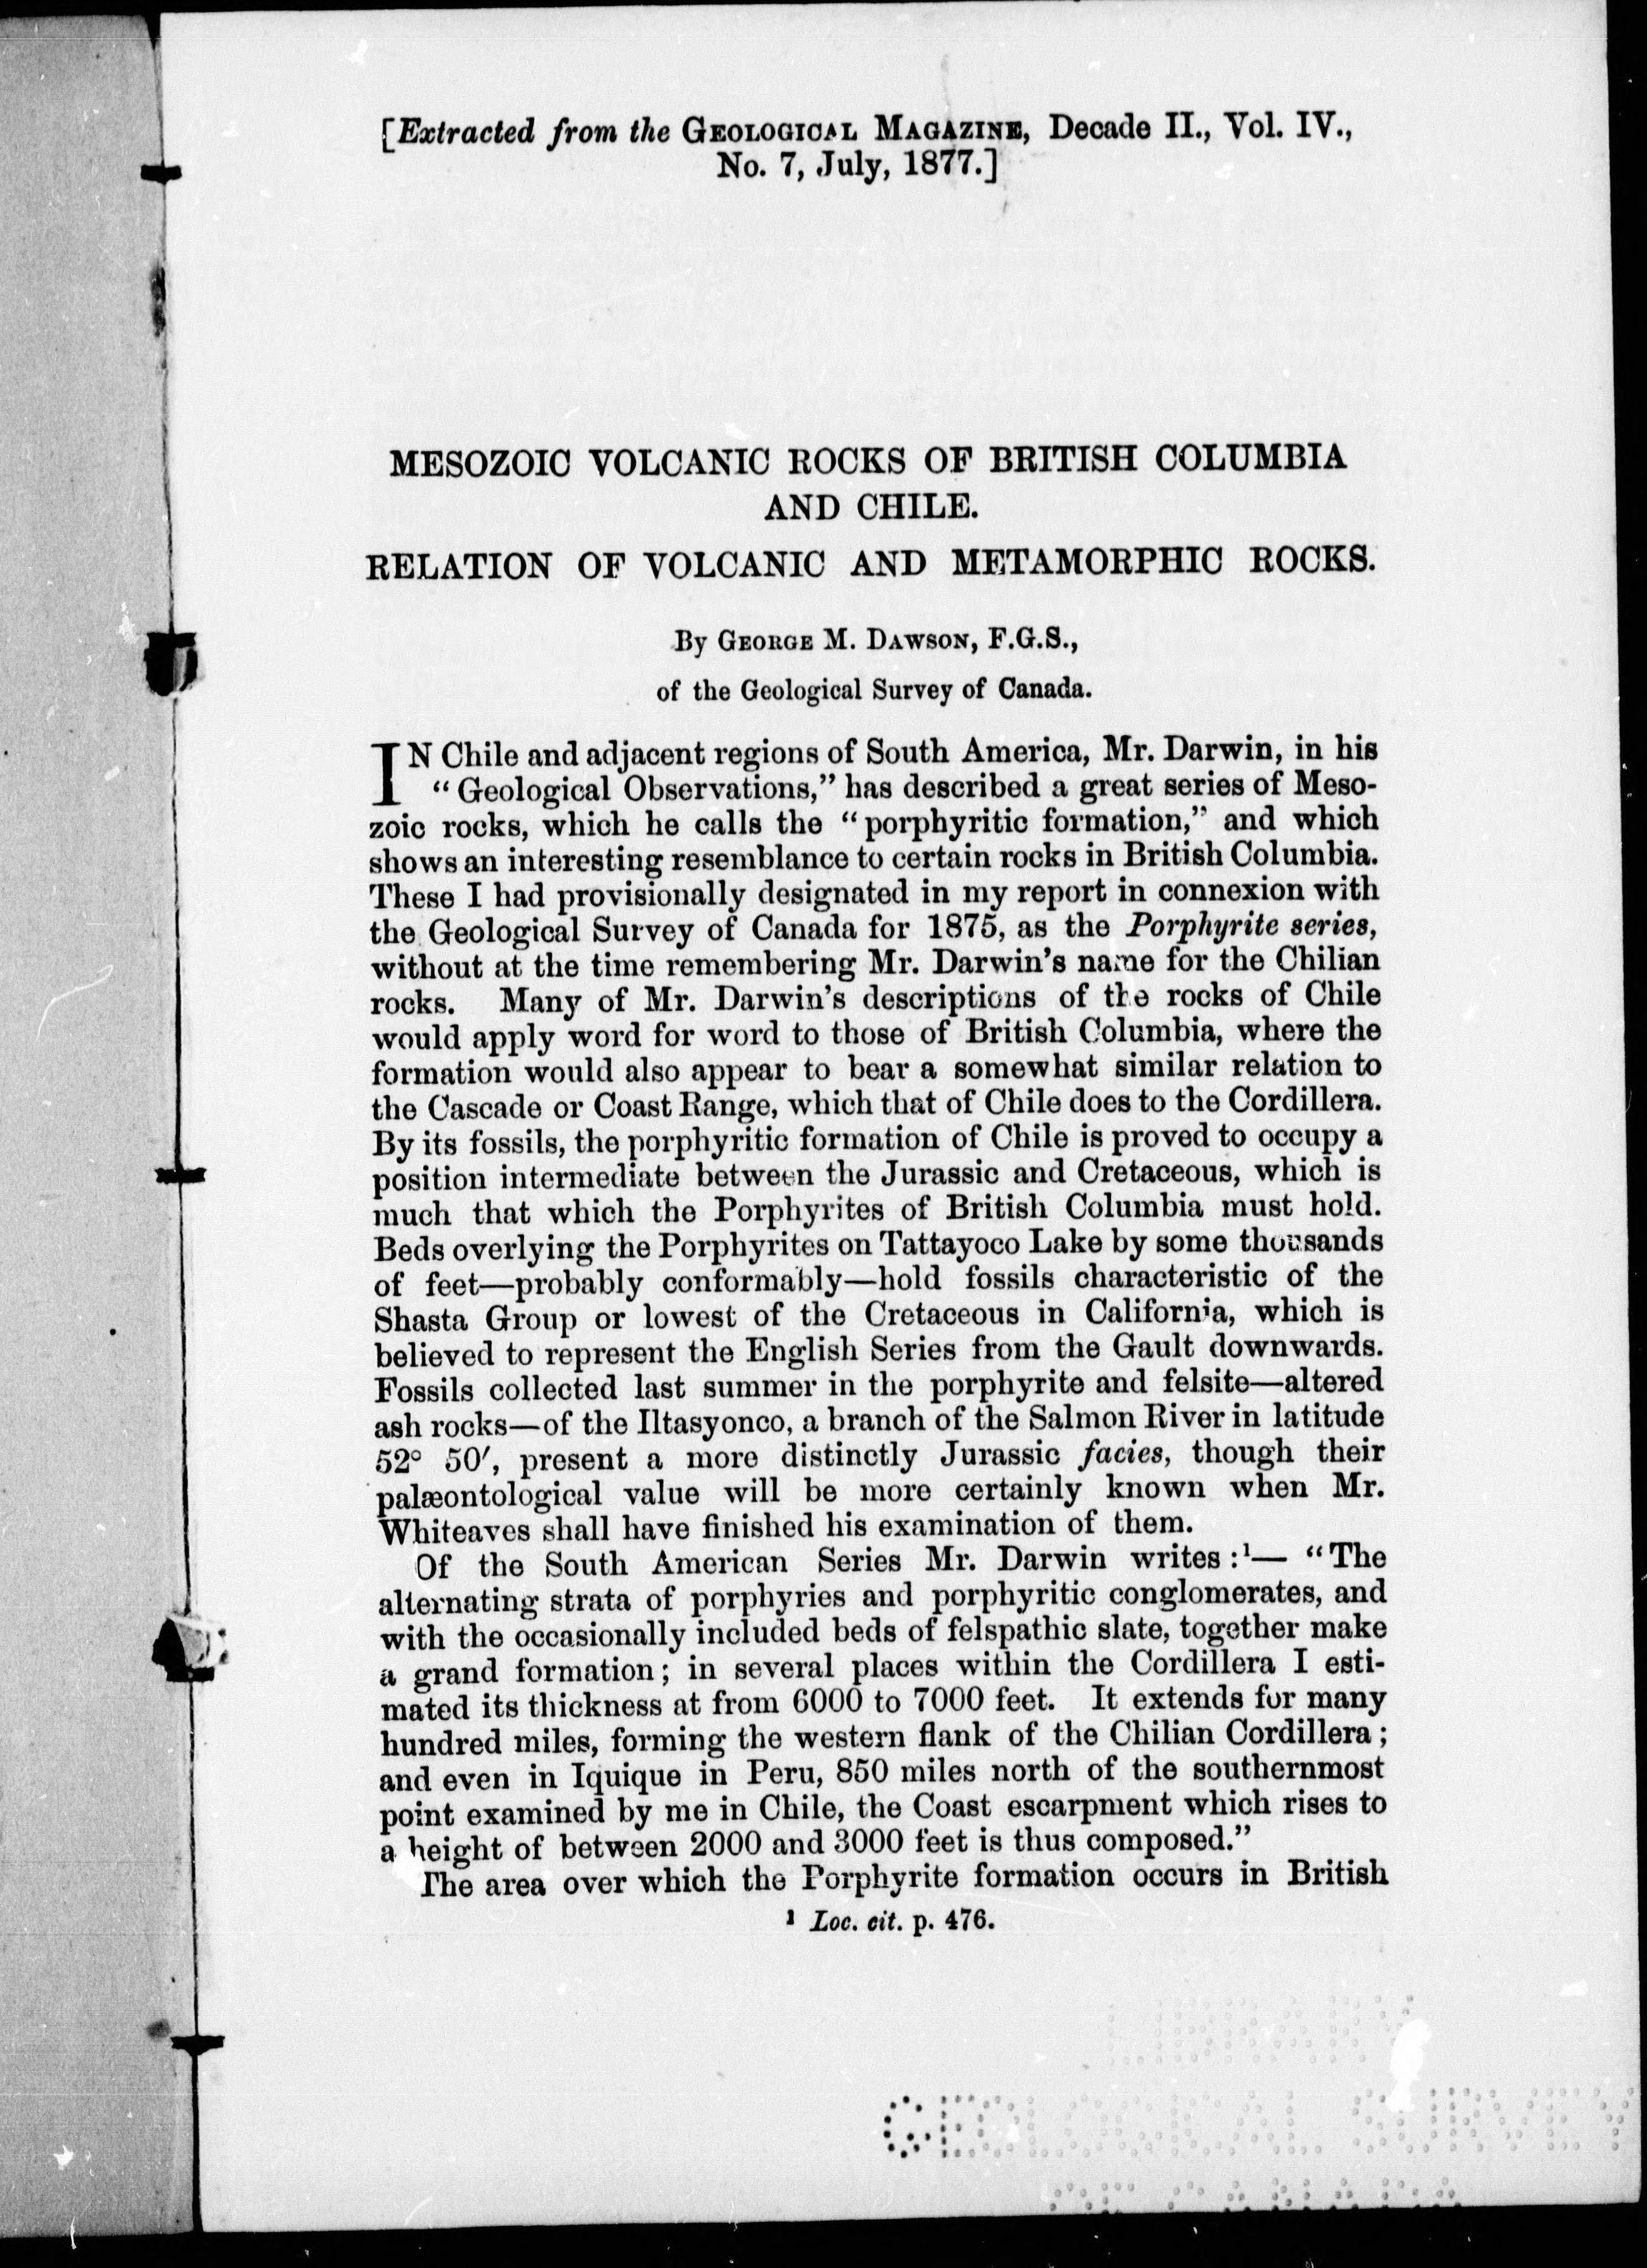 [Extracted from the GEOLOGICAL MAGAZINE, Decade II., Vol. IV.,
No. 7, July, 1877.]
MESOZOIC VOLCANIC ROCKS OF BRITISH COLUMBIA
AND CHILE.
RELATION OF VOLCANIC AND METAMORPHIC ROCKS.
By GEORGE M. DAWSON, F.G.S.,
of the Geological Survey of Canada.
IN Chile and adjacent regions of South America, Mr. Darwin, in his
“Geological Observations,” has described a great series of Meso-
zoic rocks, which he calls the “porphyritic formation,” and which
shows an interesting resemblance to certain rocks in British Columbia.
These I had provisionally designated in my report in connexion with
the Geological Survey of Canada for 1875, as the Porphyrite series,
without at the time remembering Mr. Darwin’s name for the Chilian
rocks. Many of Mr. Darwin’s descriptions of the rocks of Chile
would apply word for word to those of British Columbia, where the
formation would also appear to bear a somewhat similar relation to
the Cascade or Coast Range, which that of Chile does to the Cordillera.
By its fossils, the porphyritic formation of Chile is proved to occupy a
position intermediate between the Jurassic and Cretaceous, which is
much that which the Porphyrites of British Columbia must hold.
Beds overlying the Porphyrites on Tattayoco Lake by some thousands
of feet—probably conformably—hold fossils characteristic of the
Shasta Group or lowest of the Cretaceous in California, which is
believed to represent the English Series from the Gault downwards.
Fossils collected last summer in the porphyrite and felsite—altered
ash rocks—of the Iltasyonco, a branch of the Salmon River in latitude
52° 50′, present a more distinctly Jurassic facies, though their
palæontological value will be more certainly known when Mr.
Whiteaves shall have finished his examination of them.
Of the South American Series Mr. Darwin writes:¹— “The
alternating strata of porphyries and porphyritic conglomerates, and
with the occasionally included beds of felspathic slate, together make
a grand formation; in several places within the Cordillera I esti-
mated its thickness at from 6000 to 7000 feet. It extends for many
hundred miles, forming the western flank of the Chilian Cordillera;
and even in Iquique in Peru, 850 miles north of the southernmost
point examined by me in Chile, the Coast escarpment which rises to
a height of between 2000 and 3000 feet is thus composed.”
The area over which the Porphyrite formation occurs in British
¹ Loc. cit. p. 476.
LIBRARY
GEOLOGICAL SURVEY
OF CANADA